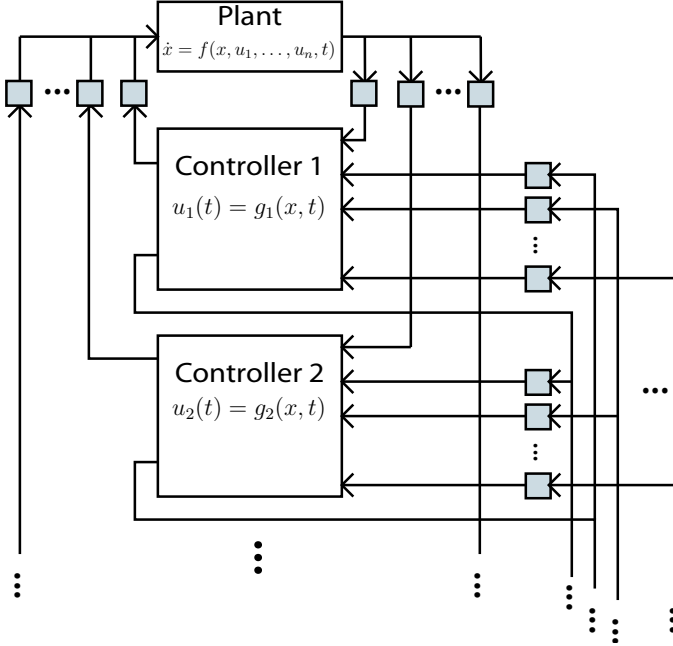 Plant
ẋ = f(x, u₁, . . . , uₙ, t)
Controller 1
u₁(t) = g₁(x, t)
Controller 2
u₂(t) = g₂(x, t)